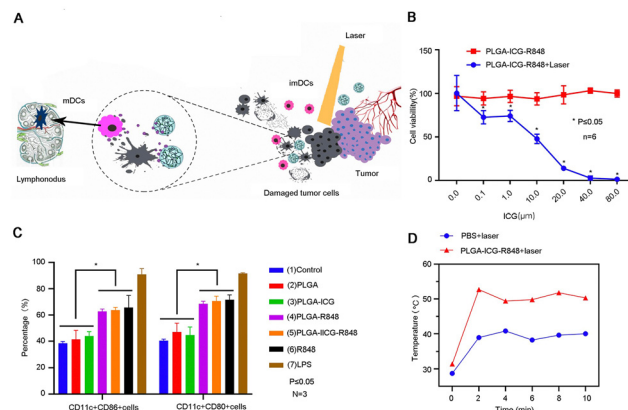 A
Laser
imDCs
mDCs
Lymphonodus
Tumor
Damaged tumor cells
B
PLGA-ICG-R848
PLGA-ICG-R848+Laser
Cell viability(%)
150
100
50
0
* P≤0.05
n=6
0.0 0.1 1.0 10.0 20.0 40.0 80.0
ICG(μm)
C
Percentage (%)
100
80
60
40
20
0
CD11c+CD86+cells CD11c+CD80+cells
(1)Control
(2)PLGA
(3)PLGA-ICG
(4)PLGA-R848
(5)PLGA-IICG-R848
(6)R848
(7)LPS
P≤0.05
N=3
D
PBS+laser
PLGA-ICG-R848+laser
Temperature(°C)
60
50
40
30
0 2 4 6 8 10
Time (min)